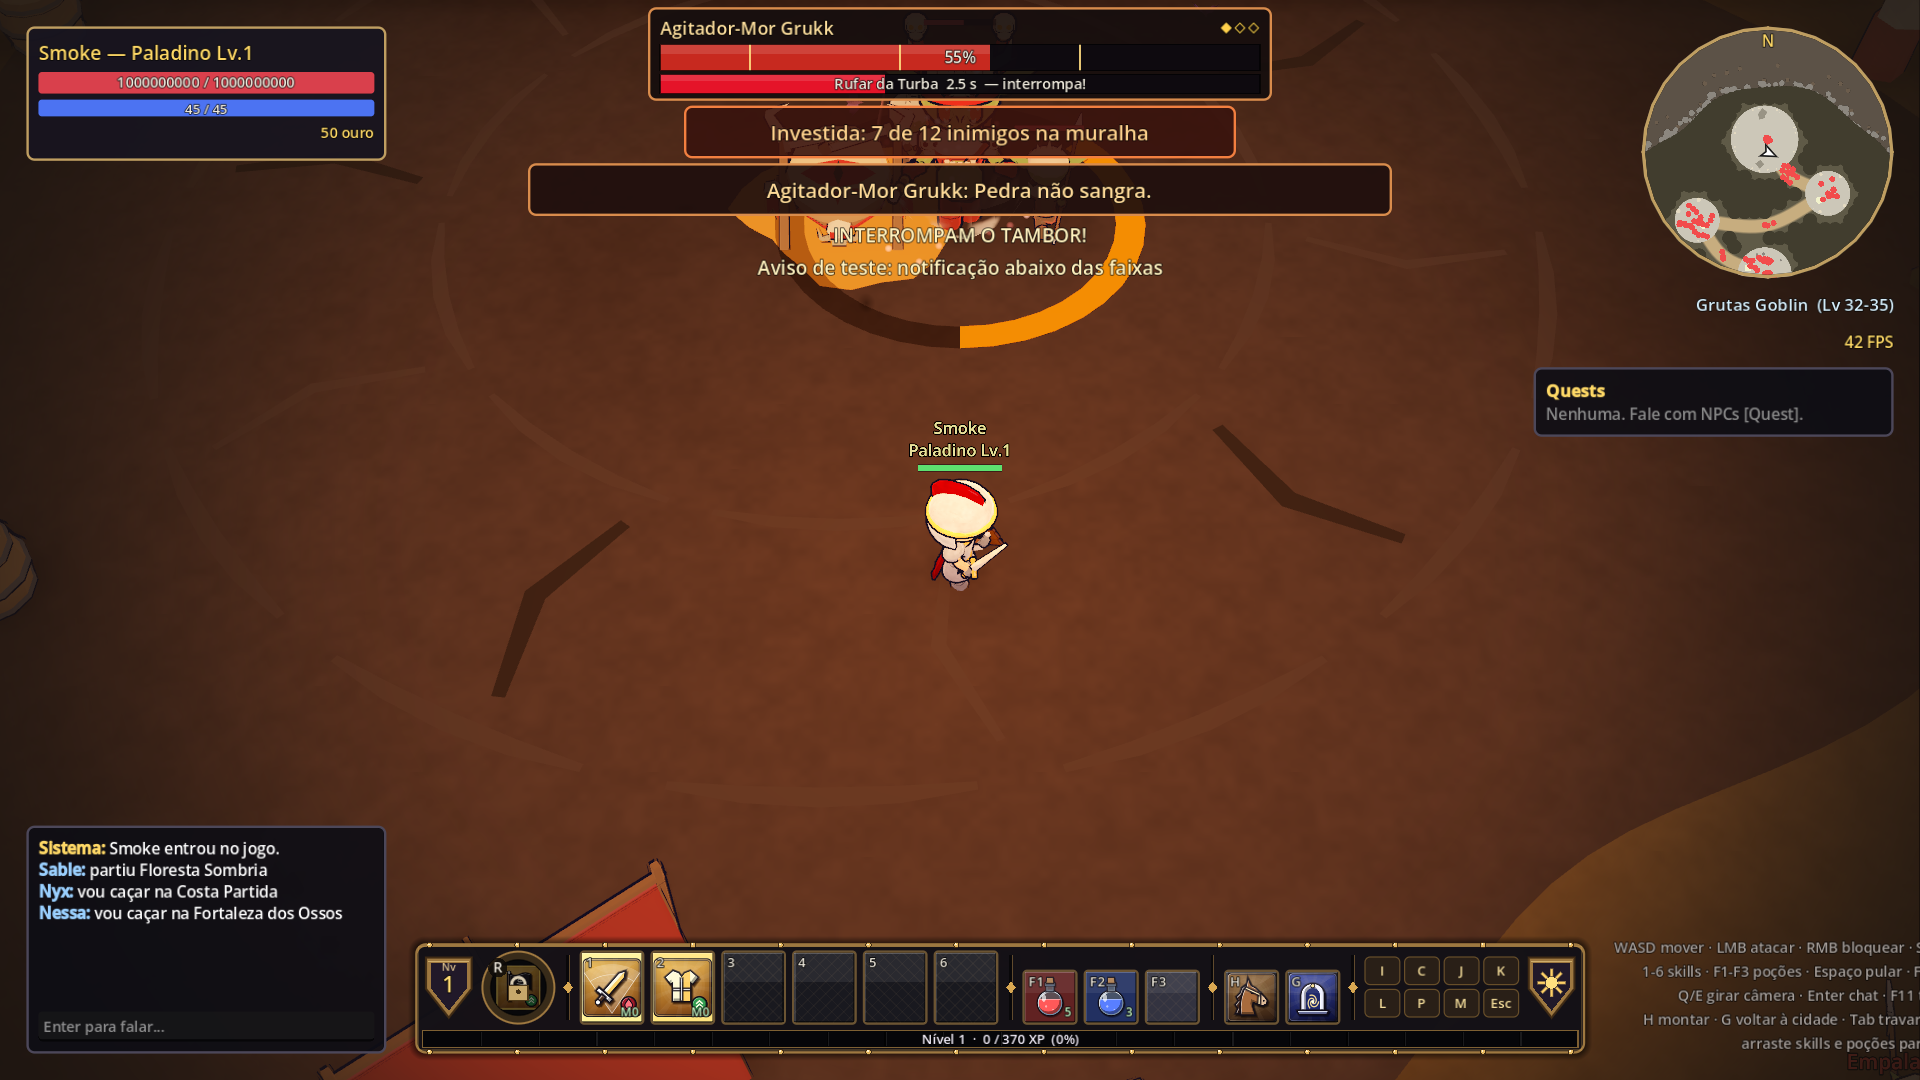 Smoke — Paladino Lv.1
1000000000 / 1000000000
45 / 45
50 ouro
Agitador-Mor Grukk
55%
Rufar da Turba 2.5 s — interrompa!
Investida: 7 de 12 inimigos na muralha
Agitador-Mor Grukk: Pedra não sangra.
INTERROMPAM O TAMBOR!
Aviso de teste: notificação abaixo das faixas
N
Grutas Goblin (Lv 32-35)
42 FPS
Quests
Nenhuma. Fale com NPCs [Quest].
Smoke
Paladino Lv.1
Sistema: Smoke entrou no jogo.
Sable: partiu Floresta Sombria
Nyx: vou caçar na Costa Partida
Nessa: vou caçar na Fortaleza dos Ossos
Enter para falar...
Nv
1
R
1
M0
2
M0
3
4
5
6
F1
5
F2
3
F3
H
G
I
C
J
K
L
P
M
Esc
Nível 1 · 0 / 370 XP (0%)
WASD mover · LMB atacar · RMB bloquear ·
1-6 skills · F1-F3 poções · Espaço pular ·
Q/E girar câmera · Enter chat · F11
H montar · G voltar à cidade · Tab
arraste skills e poções